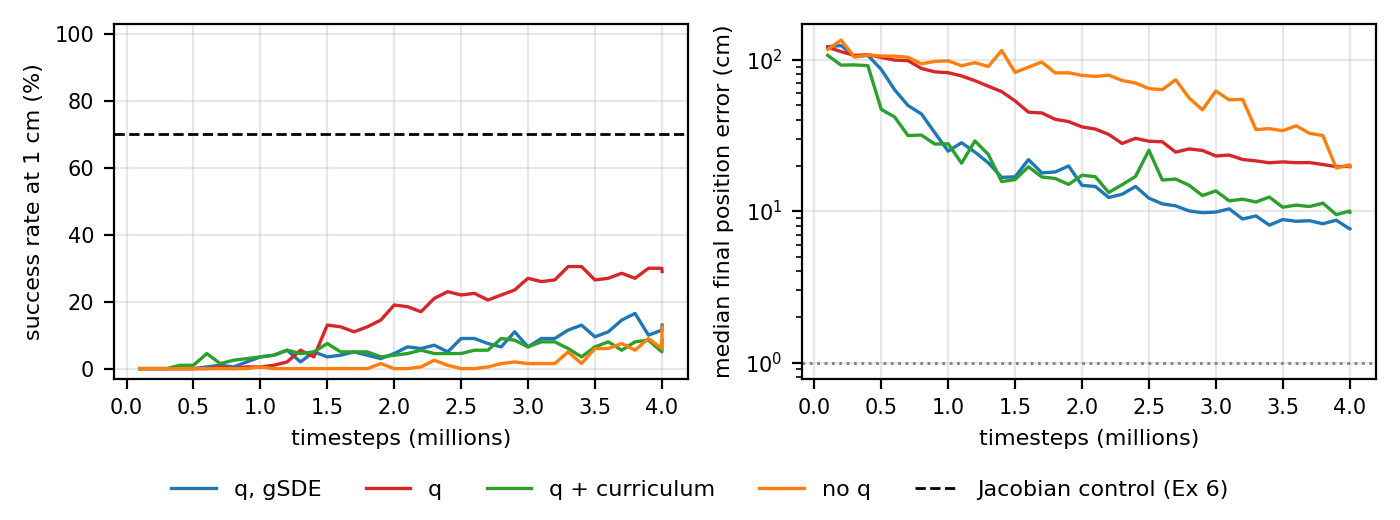 success rate at 1 cm (%)
100
80
60
40
20
0
0.0 0.5 1.0 1.5 2.0 2.5 3.0 3.5 4.0
timesteps (millions)
median final position error (cm)
10²
10¹
10⁰
0.0 0.5 1.0 1.5 2.0 2.5 3.0 3.5 4.0
timesteps (millions)
q, gSDE q q + curriculum no q Jacobian control (Ex 6)